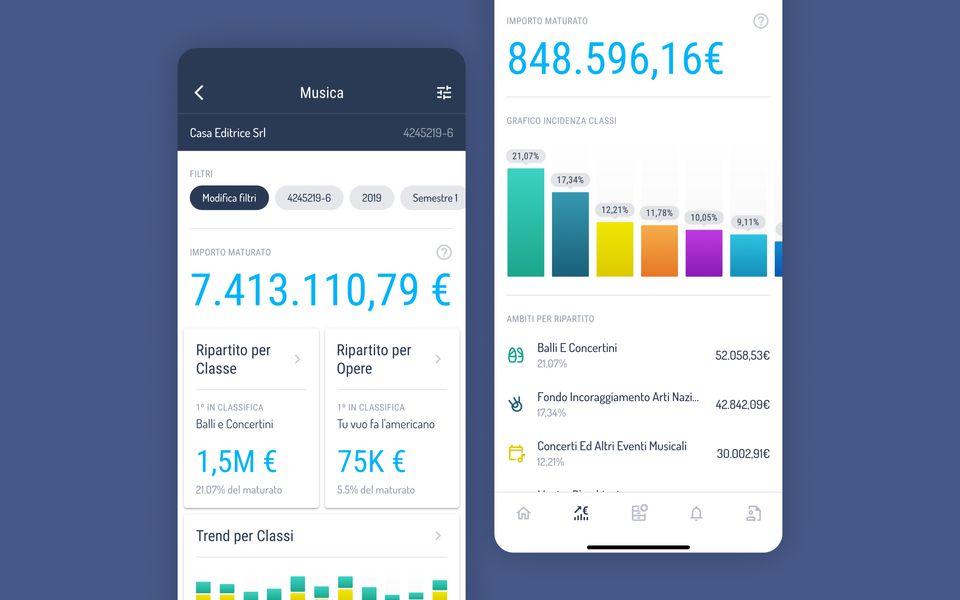 Musica
Casa Editrice Srl 4245219-6
FILTRI
Modifica filtri 4245219-6 2019 Semestre 1
IMPORTO MATURATO
7.413.110,79 €
Ripartito per
Classe
1º IN CLASSIFICA
Balli e Concertini
1,5M €
21.07% del maturato
Ripartito per
Opere
1º IN CLASSIFICA
Tu vuo fa l'americano
75K €
5.5% del maturato
Trend per Classi
IMPORTO MATURATO
848.596,16€
GRAFICO INCIDENZA CLASSI
21,07%
17,34%
12,21%
11,78%
10,05%
9,11%
AMBITI PER RIPARTITO
Balli E Concertini 52.058,53€
21.07%
Fondo Incoraggiamento Arti Nazi... 42.842,09€
17,34%
Concerti Ed Altri Eventi Musicali 30.002,91€
12,21%